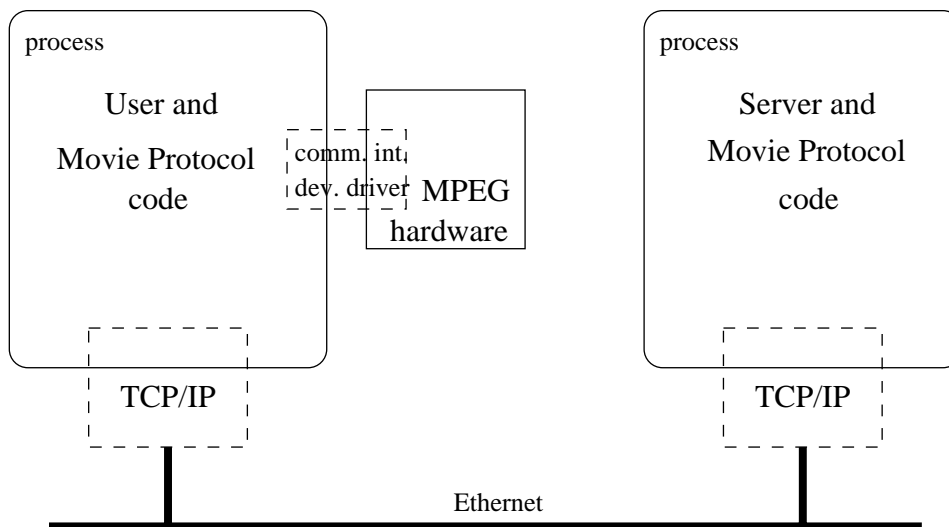 process
User and
Movie Protocol
code
comm. int.
dev. driver
MPEG
hardware
TCP/IP
process
Server and
Movie Protocol
code
TCP/IP
Ethernet